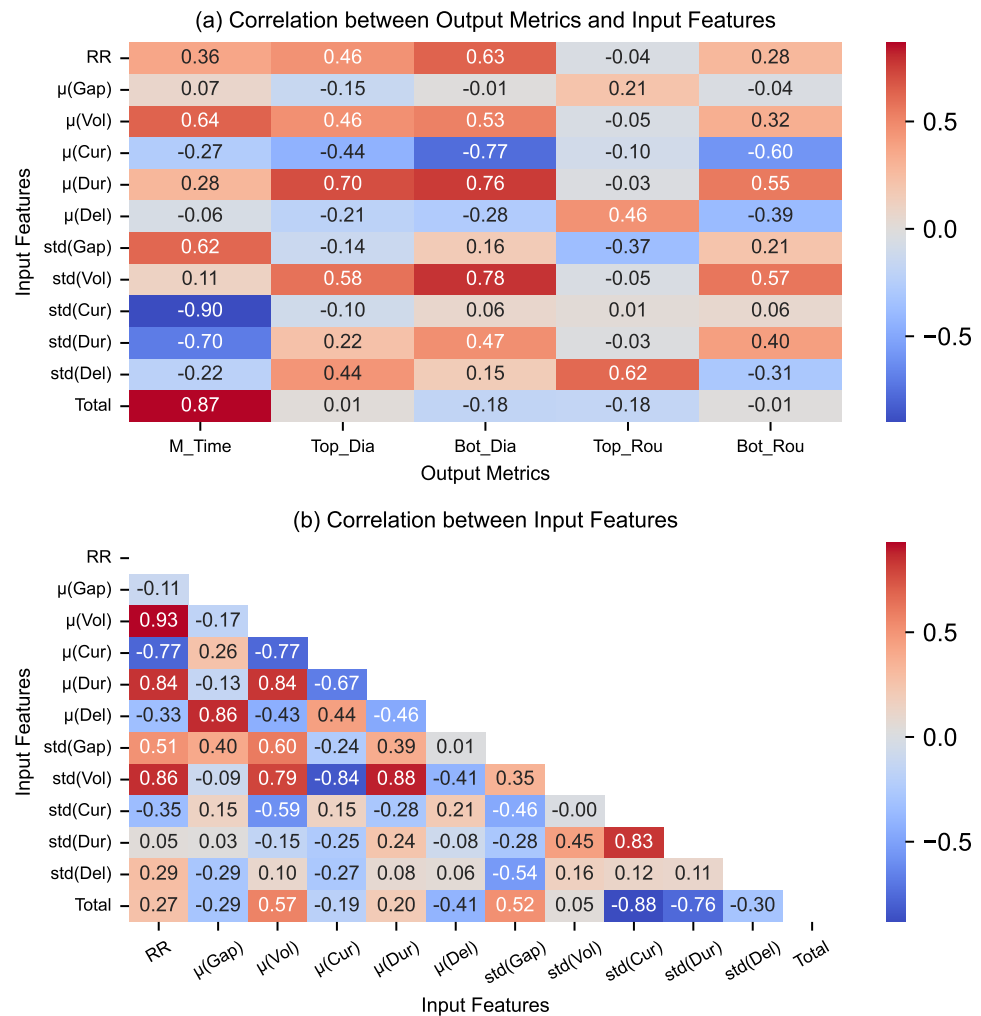 (a) Correlation between Output Metrics and Input Features
RR 0.36 0.46 0.63 -0.04 0.28
μ(Gap) 0.07 -0.15 -0.01 0.21 -0.04
μ(Vol) 0.64 0.46 0.53 -0.05 0.32
μ(Cur) -0.27 -0.44 -0.77 -0.10 -0.60
μ(Dur) 0.28 0.70 0.76 -0.03 0.55
μ(Del) -0.06 -0.21 -0.28 0.46 -0.39
std(Gap) 0.62 -0.14 0.16 -0.37 0.21
std(Vol) 0.11 0.58 0.78 -0.05 0.57
std(Cur) -0.90 -0.10 0.06 0.01 0.06
std(Dur) -0.70 0.22 0.47 -0.03 0.40
std(Del) -0.22 0.44 0.15 0.62 -0.31
Total 0.87 0.01 -0.18 -0.18 -0.01
M_Time Top_Dia Bot_Dia Top_Rou Bot_Rou
Output Metrics
Input Features
0.5
0.0
−0.5
(b) Correlation between Input Features
RR
μ(Gap) -0.11
μ(Vol) 0.93 -0.17
μ(Cur) -0.77 0.26 -0.77
μ(Dur) 0.84 -0.13 0.84 -0.67
μ(Del) -0.33 0.86 -0.43 0.44 -0.46
std(Gap) 0.51 0.40 0.60 -0.24 0.39 0.01
std(Vol) 0.86 -0.09 0.79 -0.84 0.88 -0.41 0.35
std(Cur) -0.35 0.15 -0.59 0.15 -0.28 0.21 -0.46 -0.00
std(Dur) 0.05 0.03 -0.15 -0.25 0.24 -0.08 -0.28 0.45 0.83
std(Del) 0.29 -0.29 0.10 -0.27 0.08 0.06 -0.54 0.16 0.12 0.11
Total 0.27 -0.29 0.57 -0.19 0.20 -0.41 0.52 0.05 -0.88 -0.76 -0.30
RR μ(Gap) μ(Vol) μ(Cur) μ(Dur) μ(Del) std(Gap) std(Vol) std(Cur) std(Dur) std(Del) Total
Input Features
Input Features
0.5
0.0
−0.5